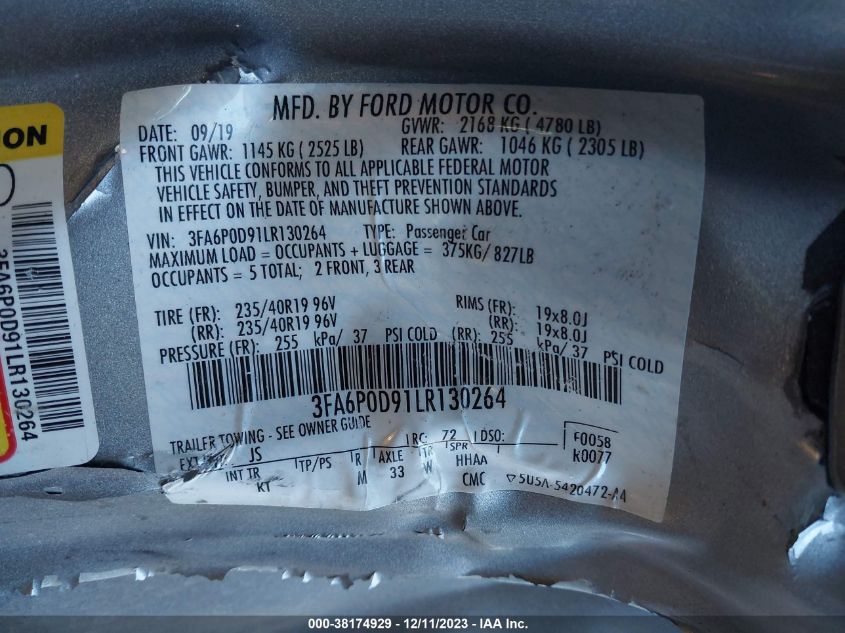 MFD. BY FORD MOTOR CO.
DATE: 09/19 GVWR: 2168 KG ( 4780 LB)
FRONT GAWR: 1145 KG ( 2525 LB) REAR GAWR: 1046 KG ( 2305 LB)
THIS VEHICLE CONFORMS TO ALL APPLICABLE FEDERAL MOTOR
VEHICLE SAFETY, BUMPER, AND THEFT PREVENTION STANDARDS
IN EFFECT ON THE DATE OF MANUFACTURE SHOWN ABOVE.
VIN: 3FA6P0D91LR130264 TYPE: Passenger Car
MAXIMUM LOAD = OCCUPANTS + LUGGAGE = 375KG/ 827LB
OCCUPANTS = 5 TOTAL; 2 FRONT, 3 REAR
TIRE (FR): 235/40R19 96V RIMS (FR): 19x8.0J
(RR): 235/40R19 96V (RR): 19x8.0J
PRESSURE (FR): 255 kPa/ 37 PSI COLD (RR): 255 kPa/ 37 PSI COLD
3FA6P0D91LR130264
TRAILER TOWING - SEE OWNER GUIDE
EXT JS RC: 72 DSO: F0058
R0077
INT TR TP/PS R AXLE TR SPR
KT M 33 W HHAA CMC 5U5A-5420472-AA
ION
3FA6P0D91LR130264
000-38174929 - 12/11/2023 - IAA Inc.